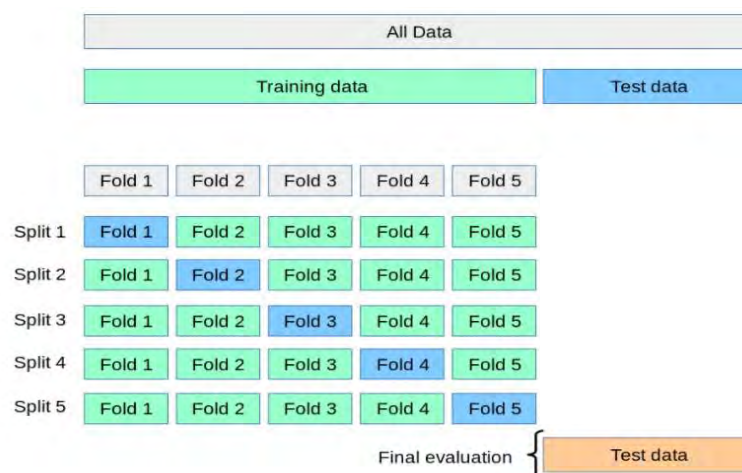 All Data
Training data Test data
Fold 1 Fold 2 Fold 3 Fold 4 Fold 5
Split 1 Fold 1 Fold 2 Fold 3 Fold 4 Fold 5
Split 2 Fold 1 Fold 2 Fold 3 Fold 4 Fold 5
Split 3 Fold 1 Fold 2 Fold 3 Fold 4 Fold 5
Split 4 Fold 1 Fold 2 Fold 3 Fold 4 Fold 5
Split 5 Fold 1 Fold 2 Fold 3 Fold 4 Fold 5
Final evaluation { Test data